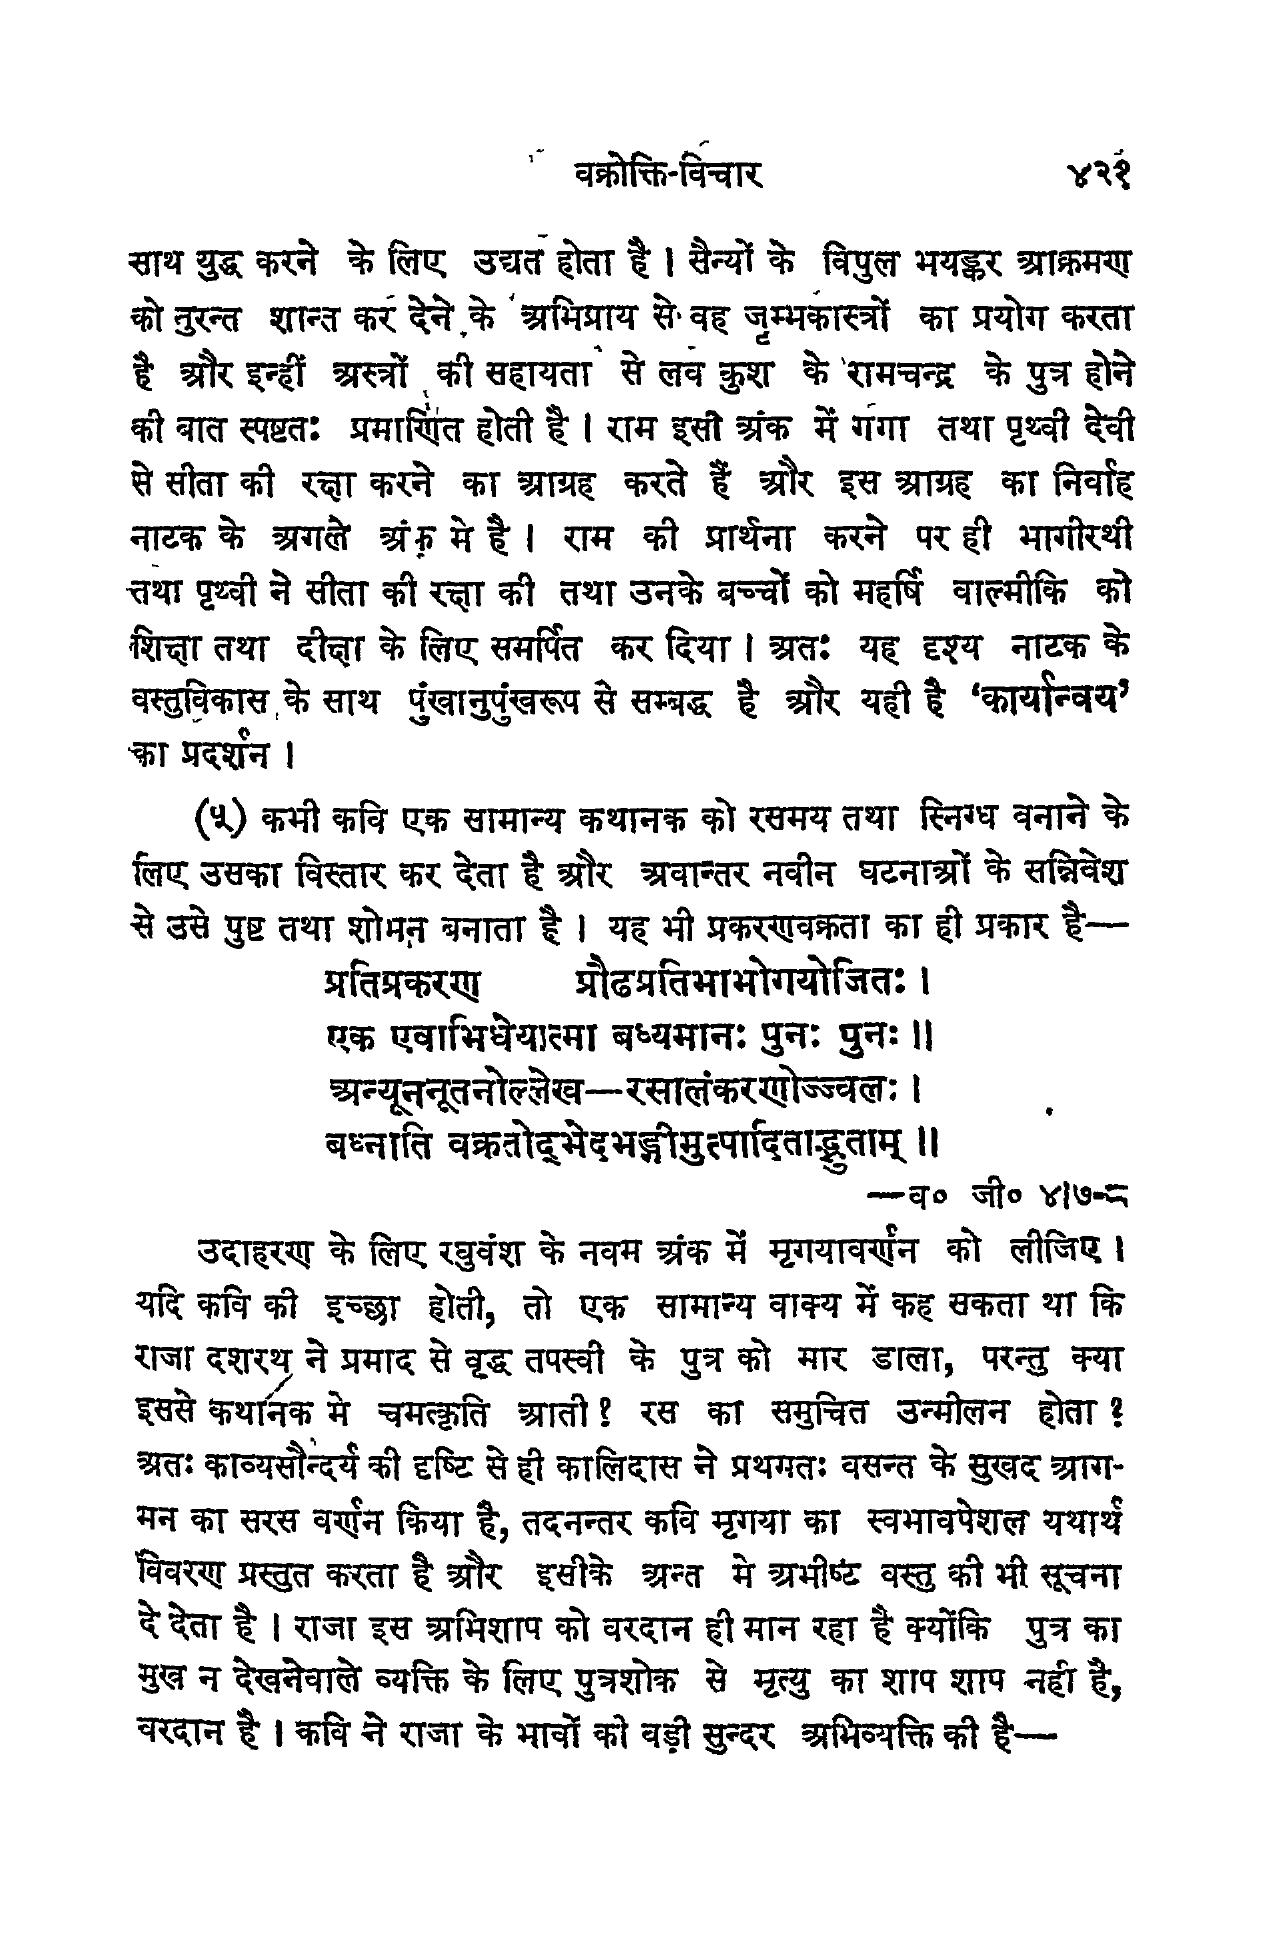 वक्रोक्ति-विचार ४२१
साथ युद्ध करने के लिए उद्यत होता है । सैन्यों के विपुल भयङ्कर आक्रमण
को तुरन्त शान्त कर देने के अभिप्राय से वह जृम्भकास्त्रों का प्रयोग करता
है और इन्हीं अस्त्रों की सहायता से लव कुश के रामचन्द्र के पुत्र होने
की बात स्पष्टतः प्रमाणित होती है । राम इसी अंक में गंगा तथा पृथ्वी देवी
से सीता की रक्षा करने का आग्रह करते हैं और इस आग्रह का निर्वाह
नाटक के अगले अंक मे है । राम की प्रार्थना करने पर ही भागीरथी
तथा पृथ्वी ने सीता की रक्षा की तथा उनके बच्चों को महर्षि वाल्मीकि को
शिक्षा तथा दीक्षा के लिए समर्पित कर दिया । अतः यह दृश्य नाटक के
वस्तुविकास के साथ पुंखानुपुंखरूप से सम्बद्ध है और यही है ‘कार्यान्वय’
का प्रदर्शन ।
(५) कभी कवि एक सामान्य कथानक को रसमय तथा स्निग्ध वनाने के
लिए उसका विस्तार कर देता है और अवान्तर नवीन घटनाओं के सन्निवेश
से उसे पुष्ट तथा शोभन बनाता है । यह भी प्रकरणवक्रता का ही प्रकार है—
प्रतिप्रकरण प्रौढप्रतिभाभोगयोजितः ।
एक एवाभिधेयात्मा बध्यमानः पुनः पुनः ॥
अन्यूननूतनोल्लेख—रसालंकरणोज्ज्वलः ।
बध्नाति वक्रतोद्भेदभङ्गीमुत्पादिताद्भुताम् ॥
—व० जी० ४।७-८
उदाहरण के लिए रघुवंश के नवम अंक में मृगयावर्णन को लीजिए ।
यदि कवि की इच्छा होती, तो एक सामान्य वाक्य में कह सकता था कि
राजा दशरथ ने प्रमाद से वृद्ध तपस्वी के पुत्र को मार डाला, परन्तु क्या
इससे कथानक मे चमत्कृति आती ? रस का समुचित उन्मीलन होता ?
अतः काव्यसौन्दर्य की दृष्टि से ही कालिदास ने प्रथमतः वसन्त के सुखद आग-
मन का सरस वर्णन किया है, तदनन्तर कवि मृगया का स्वभावपेशल यथार्थ
विवरण प्रस्तुत करता है और इसीके अन्त मे अभीष्ट वस्तु की भी सूचना
दे देता है । राजा इस अभिशाप को वरदान ही मान रहा है क्योंकि पुत्र का
मुख न देखनेवाले व्यक्ति के लिए पुत्रशोक से मृत्यु का शाप शाप नहीं है,
वरदान है । कवि ने राजा के भावों को वड़ी सुन्दर अभिव्यक्ति की है—